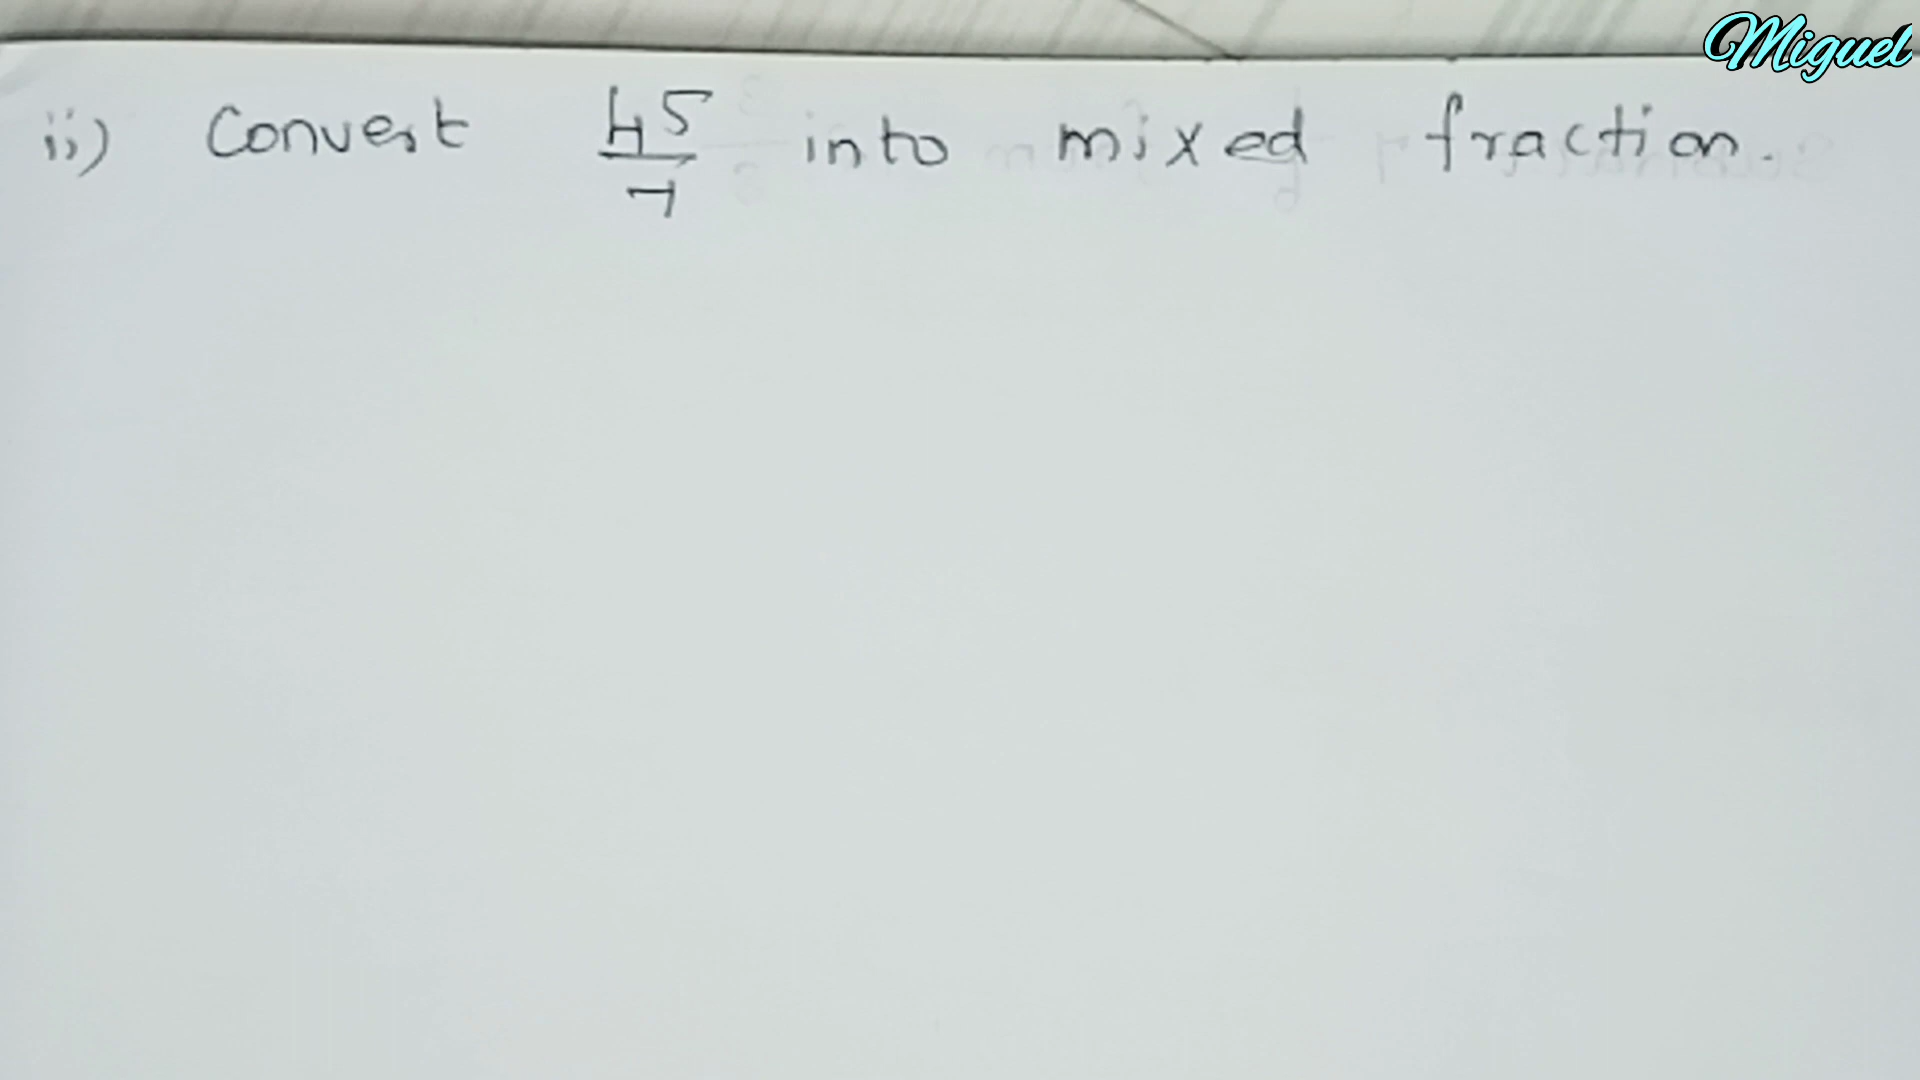 Miguel
ii) Convert 45/7 into mixed fraction.